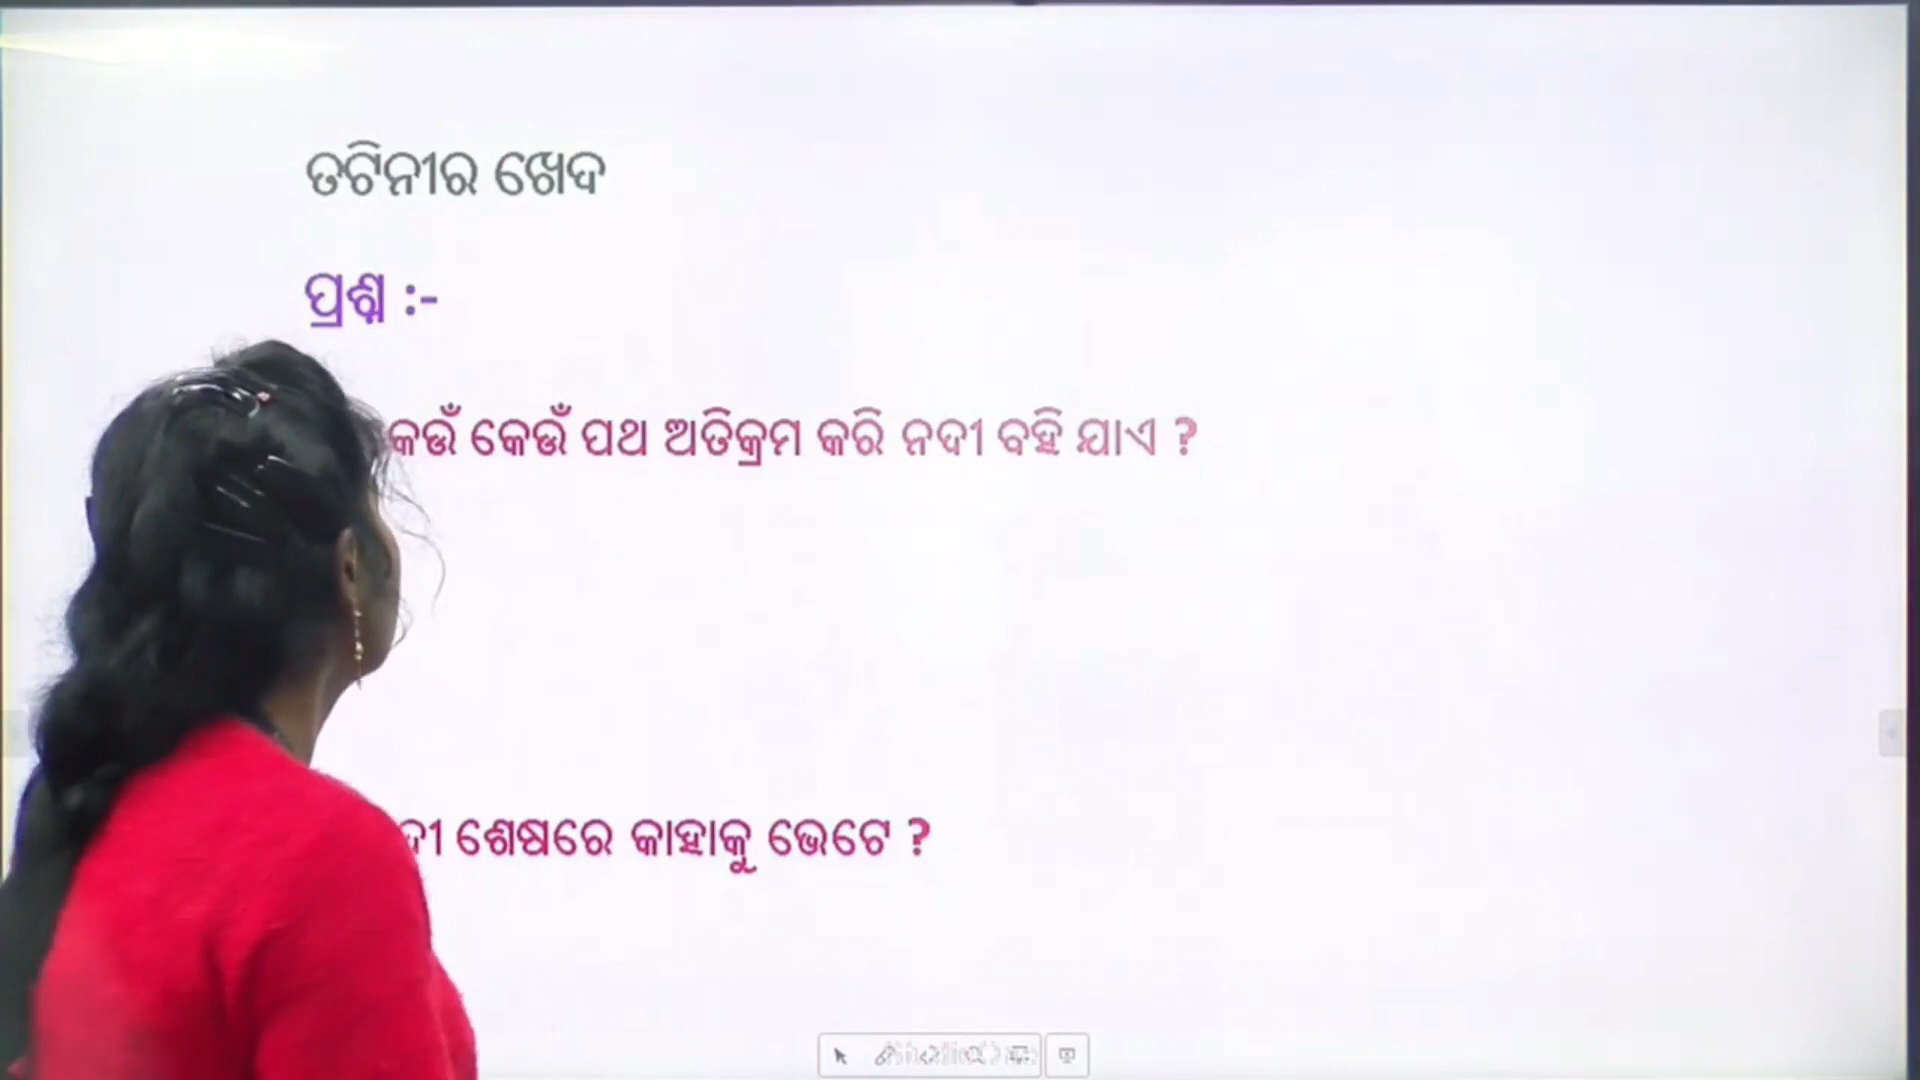 ତଟିନୀର ଖେଦ
ପ୍ରଶ୍ନ :-
କେଉଁ କେଉଁ ପଥ ଅତିକ୍ରମ କରି ନଦୀ ବହି ଯାଏ ?
ଶେଷରେ କାହାକୁ ଭେଟେ ?